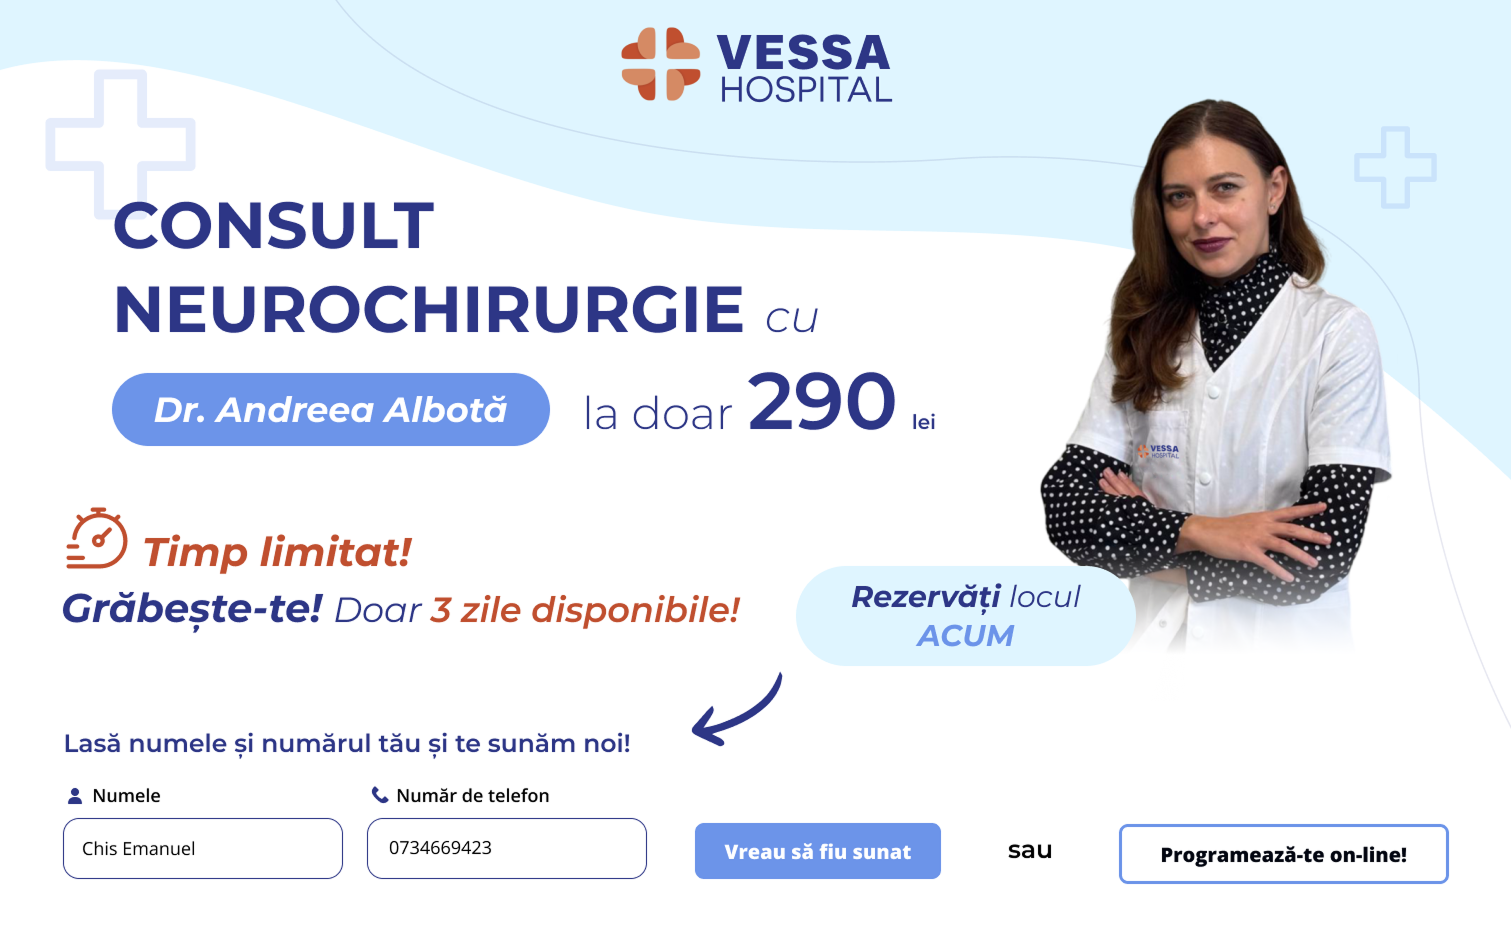 VESSA
HOSPITAL
CONSULT
NEUROCHIRURGIE cu
Dr. Andreea Albotă la doar 290 lei
VESSA
HOSPITAL
Timp limitat!
Grăbește-te! Doar 3 zile disponibile!
Rezervăți locul
ACUM
Lasă numele și numărul tău și te sunăm noi!
Numele Număr de telefon
Chis Emanuel 0734669423 Vreau să fiu sunat sau Programează-te on-line!